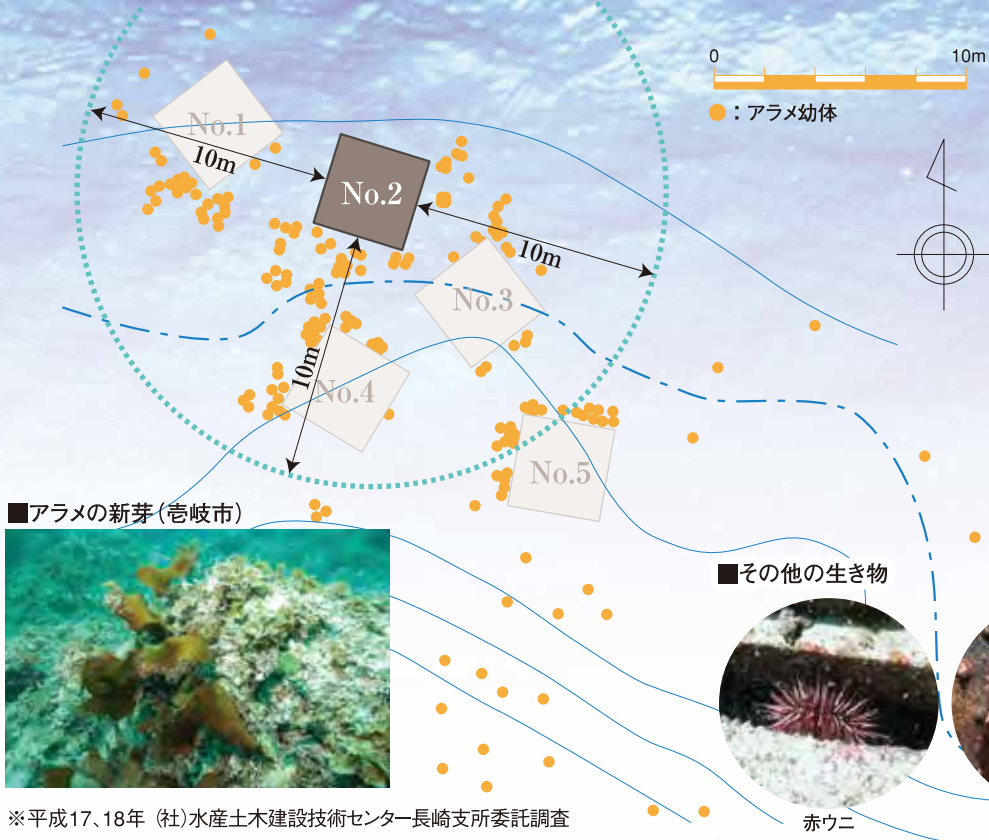 0 10m
：アラメ幼体
No.1
10m
No.2
10m
No.3
10m
No.4
No.5
■アラメの新芽（壱岐市）
■その他の生き物
赤ウニ
※平成17、18年 （社）水産土木建設技術センター長崎支所委託調査